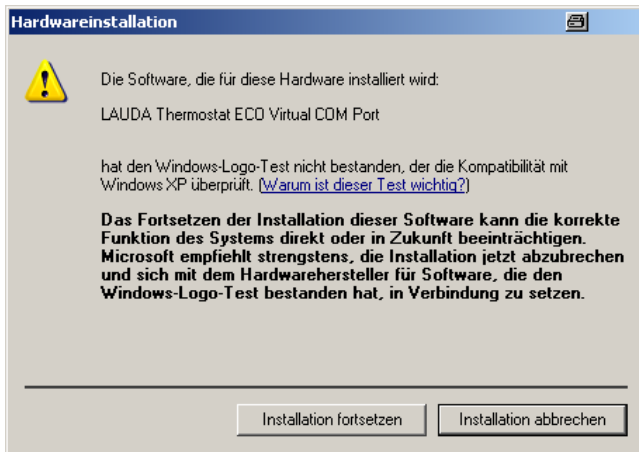 Hardwareinstallation
Die Software, die für diese Hardware installiert wird:
LAUDA Thermostat ECO Virtual COM Port
hat den Windows-Logo-Test nicht bestanden, der die Kompatibilität mit
Windows XP überprüft. (Warum ist dieser Test wichtig?)
Das Fortsetzen der Installation dieser Software kann die korrekte
Funktion des Systems direkt oder in Zukunft beeinträchtigen.
Microsoft empfiehlt strengstens, die Installation jetzt abzubrechen
und sich mit dem Hardwarehersteller für Software, die den
Windows-Logo-Test bestanden hat, in Verbindung zu setzen.
Installation fortsetzen
Installation abbrechen